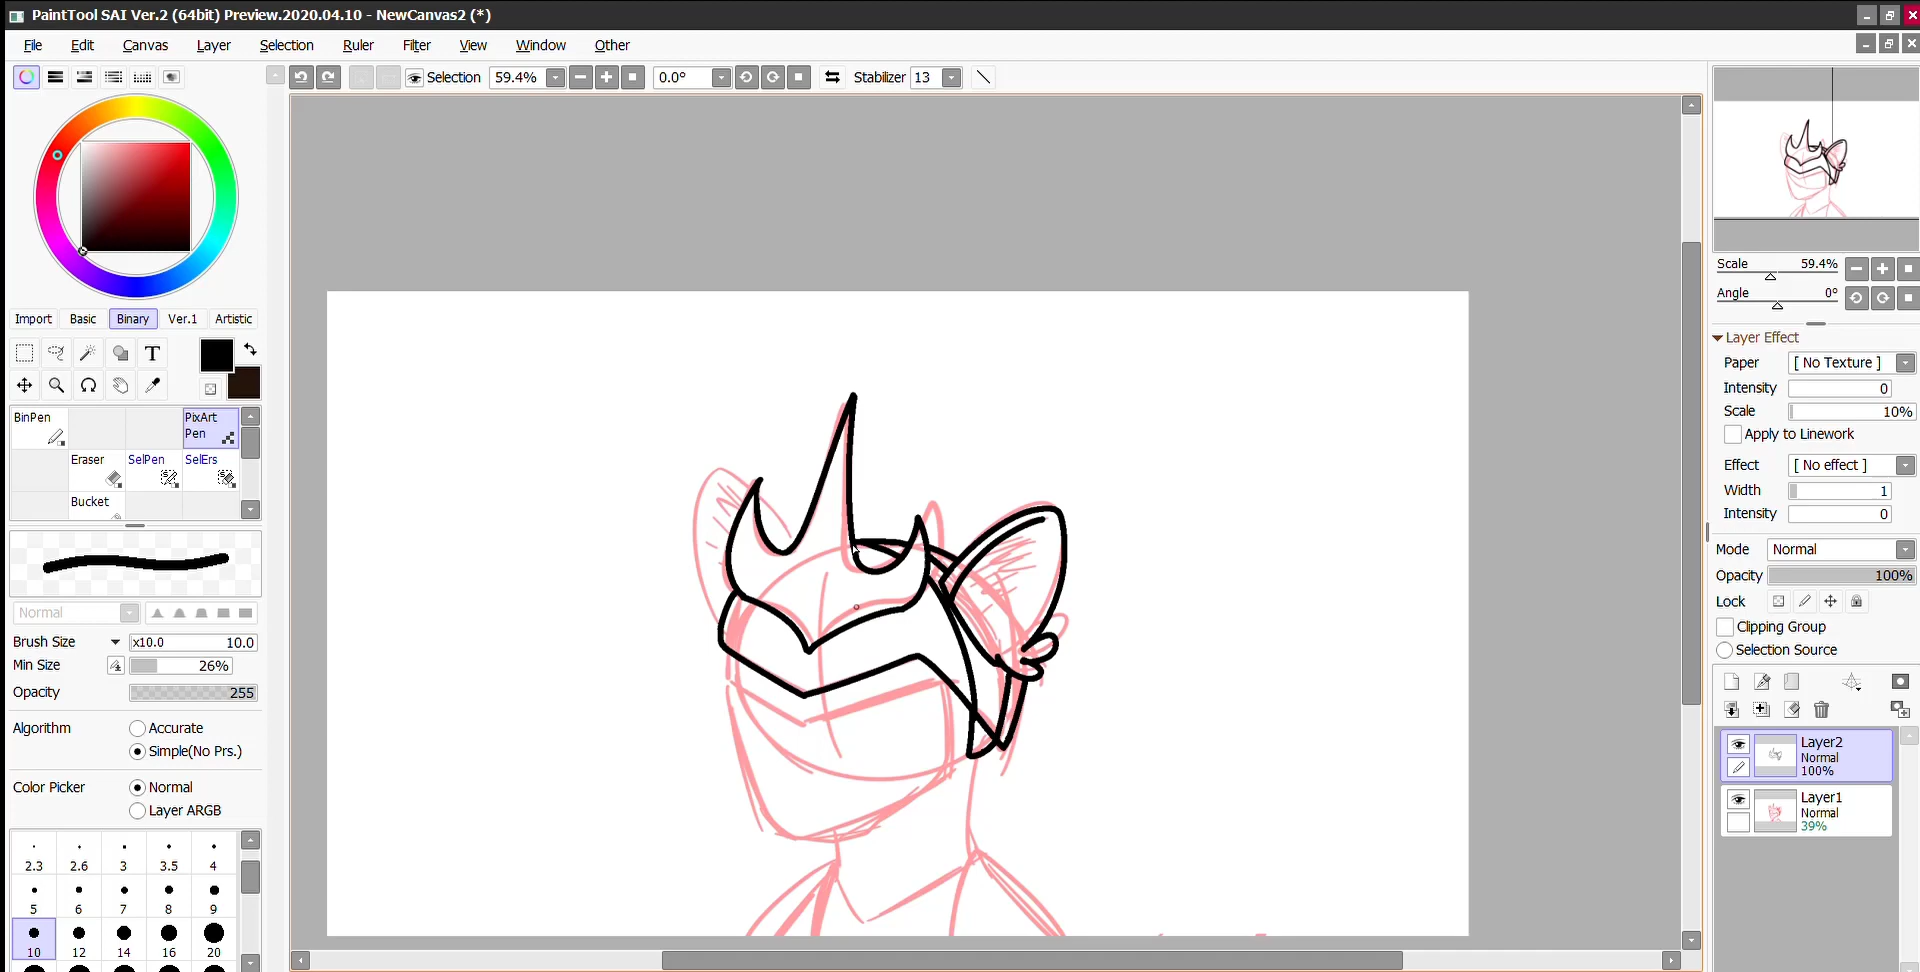 PaintTool SAI Ver.2 (64bit) Preview.2020.04.10 - NewCanvas2 (*)
File Edit Canvas Layer Selection Ruler Filter View Window Other
Selection 59.4% 0.0° Stabilizer 13
Scale 59.4%
Angle 0°
Import Basic Binary Ver.1 Artistic
T
BinPen PixArt Pen
Eraser SelPen SelErs
Bucket
Normal
Brush Size x10.0 10.0
Min Size 26%
Opacity 255
Algorithm Accurate
Simple(No Prs.)
Color Picker Normal
Layer ARGB
2.3 2.6 3 3.5 4
5 6 7 8 9
10 12 14 16 20
Layer Effect
Paper [ No Texture ]
Intensity 0
Scale 10%
Apply to Linework
Effect [ No effect ]
Width 1
Intensity 0
Mode Normal
Opacity 100%
Lock
Clipping Group
Selection Source
Layer2
Normal
100%
Layer1
Normal
39%